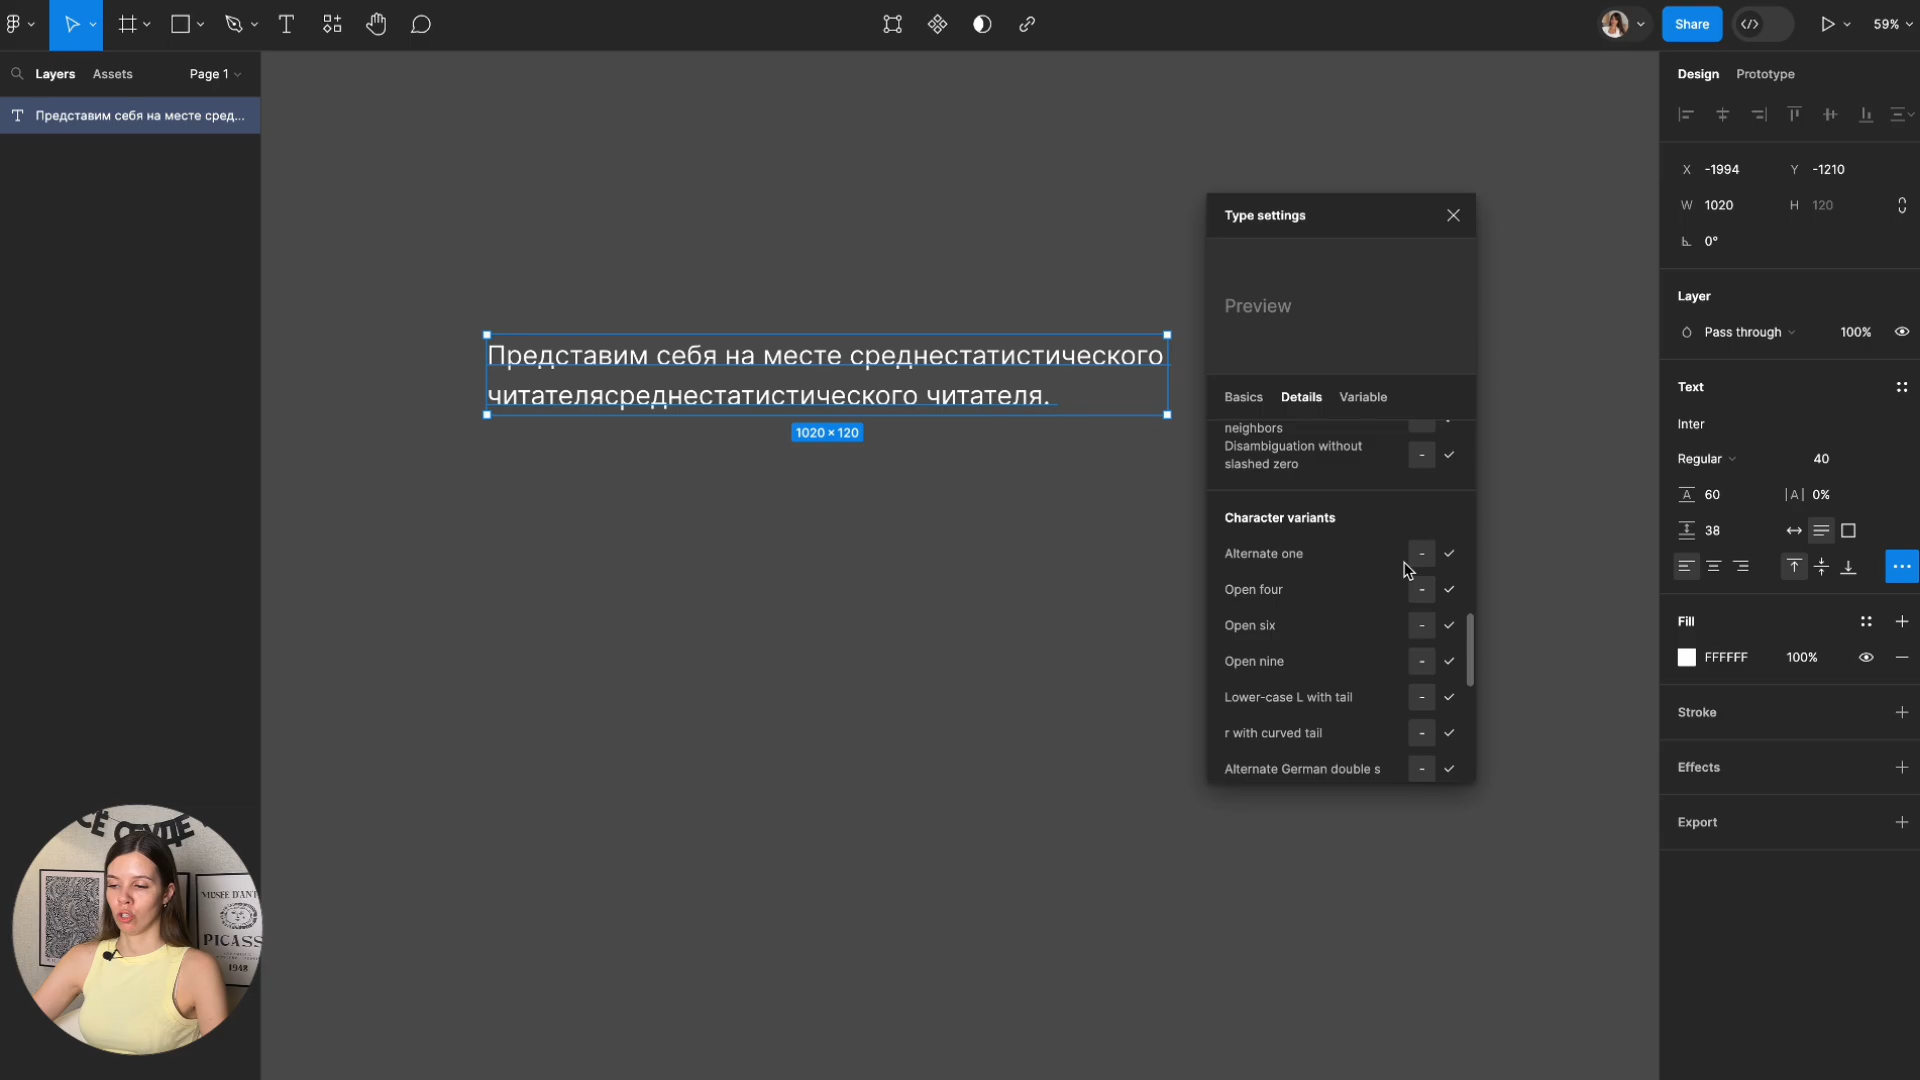 Share
59%
Layers
Assets
Page 1
Представим себя на месте сред...
Представим себя на месте среднестатистического
читателясреднестатистического читателя.
1020 × 120
Type settings
Preview
Basics
Details
Variable
neighbors
Disambiguation without
slashed zero
Character variants
Alternate one
Open four
Open six
Open nine
Lower-case L with tail
r with curved tail
Alternate German double s
Design
Prototype
X -1994
Y -1210
W 1020
H 120
0°
Layer
Pass through
100%
Text
Inter
Regular
40
60
|A| 0%
38
Fill
FFFFFF
100%
Stroke
Effects
Export
PICASS
1948